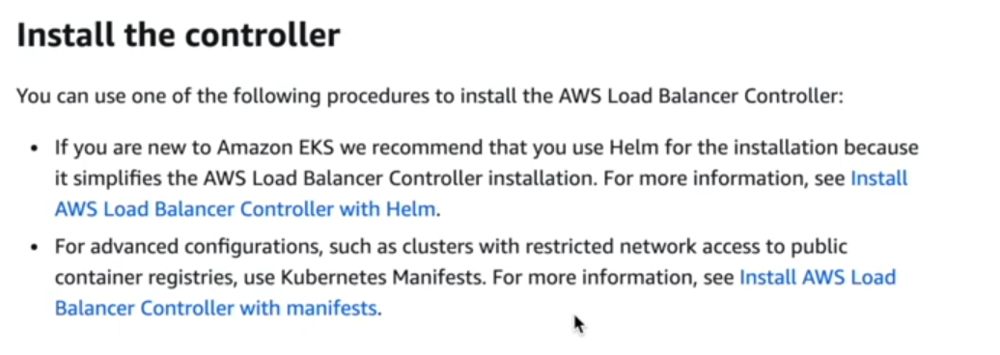 Install the controller
You can use one of the following procedures to install the AWS Load Balancer Controller:
• If you are new to Amazon EKS we recommend that you use Helm for the installation because
it simplifies the AWS Load Balancer Controller installation. For more information, see Install
AWS Load Balancer Controller with Helm.
• For advanced configurations, such as clusters with restricted network access to public
container registries, use Kubernetes Manifests. For more information, see Install AWS Load
Balancer Controller with manifests.